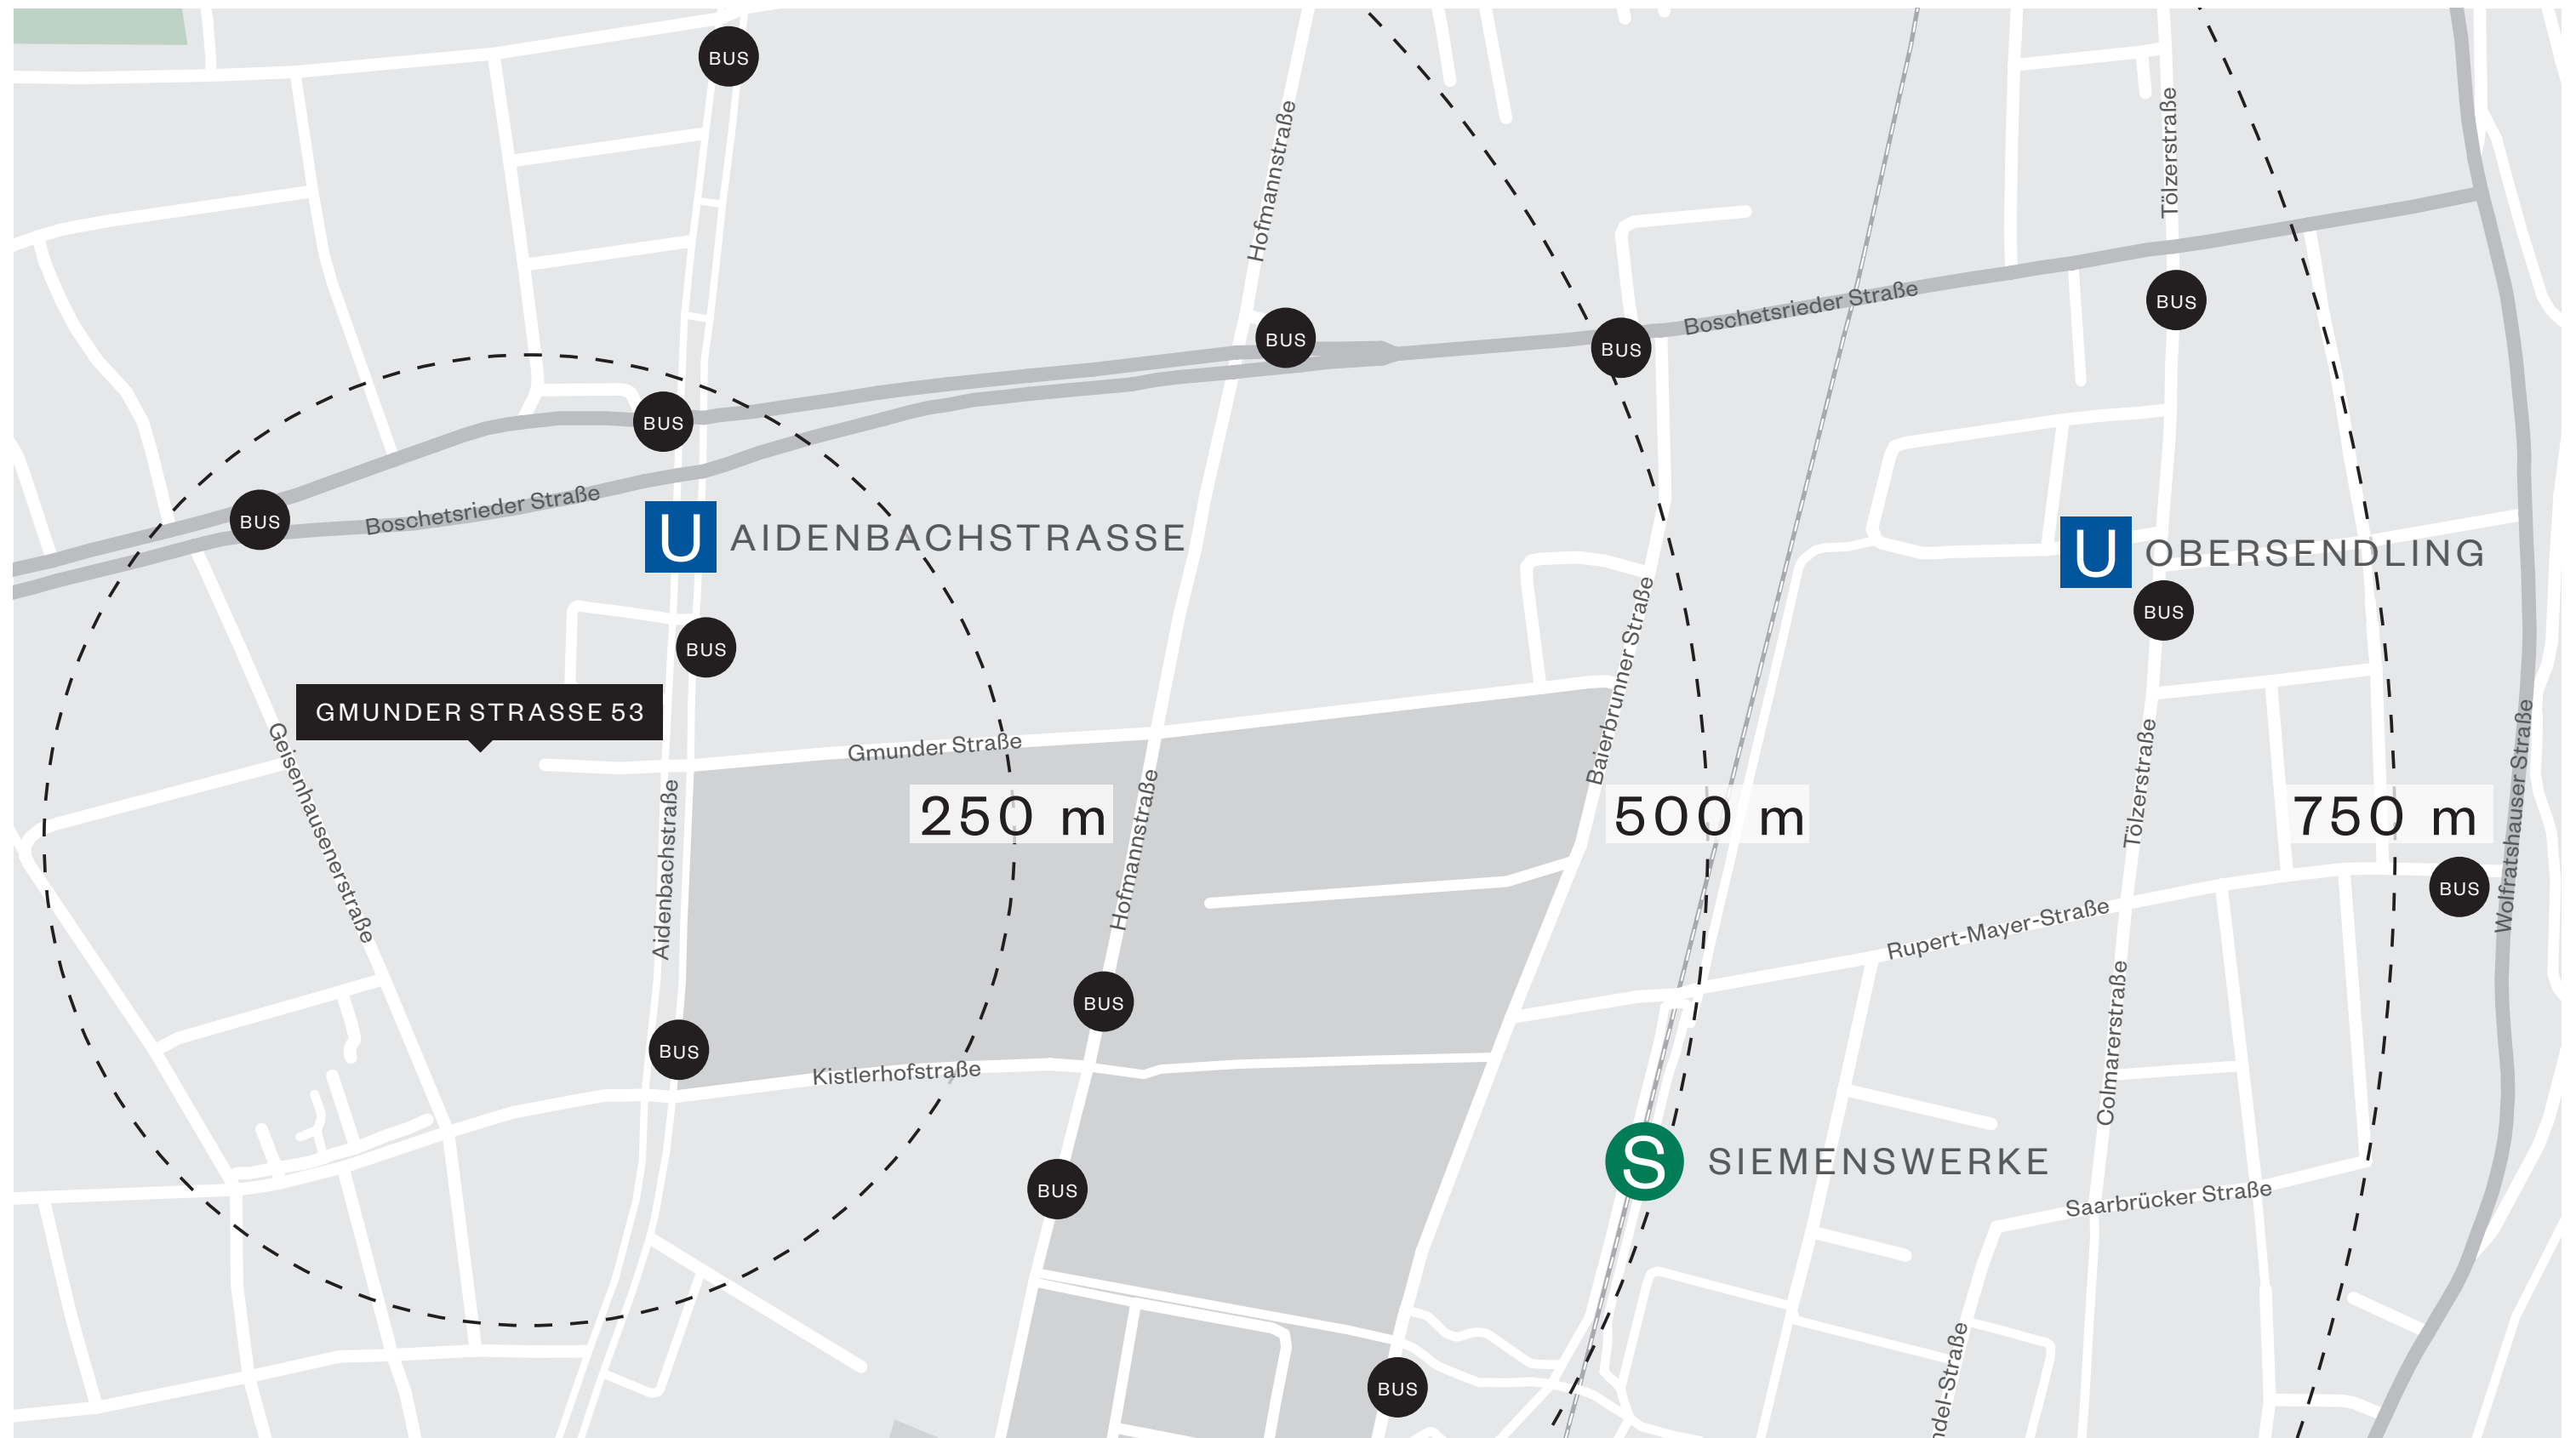 BUS
Hofmannstraße
Tölzerstraße
BUS
Boschetsrieder Straße
BUS
BUS
BUS
BUS
Boschetsrieder Straße
U AIDENBACHSTRASSE
U OBERSENDLING
BUS
BUS
GMUNDER STRASSE 53
Baierbrunner Straße
Gmunder Straße
Geisenhausenerstraße
Aidenbachstraße
Hofmannstraße
Tölzerstraße
Wolfratshauser Straße
250 m
500 m
750 m
BUS
Rupert-Mayer-Straße
BUS
BUS
Colmarerstraße
Kistlerhofstraße
S SIEMENSWERKE
BUS
Saarbrücker Straße
ndel-Straße
BUS